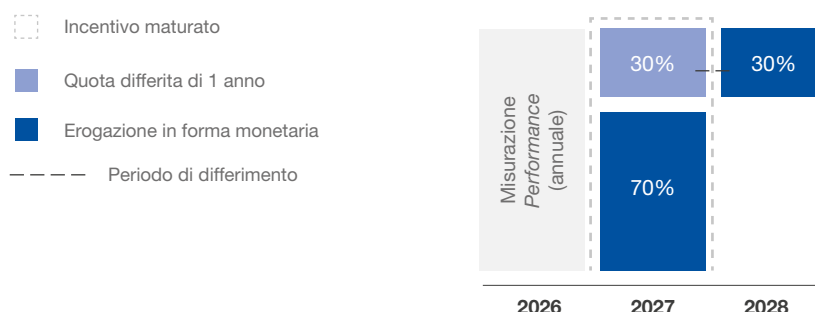 Incentivo maturato
Quota differita di 1 anno
Erogazione in forma monetaria
Periodo di differimento
Misurazione
Performance
(annuale)
30%
30%
70%
2026
2027
2028